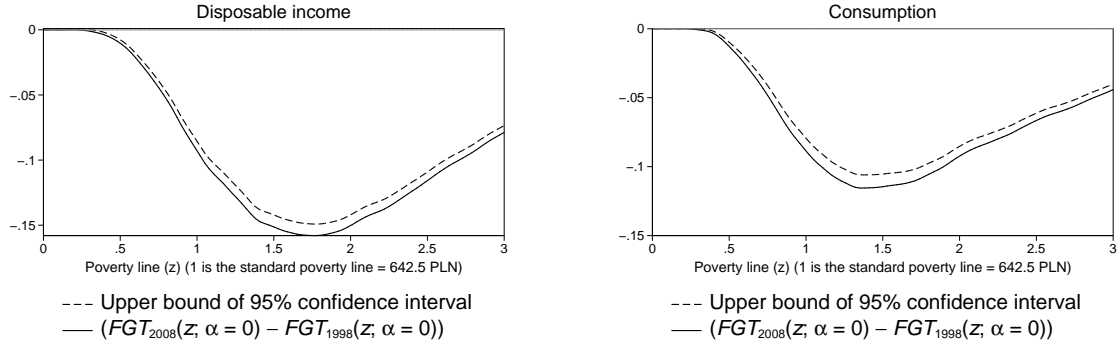 Disposable income
0
−.05
−.1
−.15
0 .5 1 1.5 2 2.5 3
Poverty line (z) (1 is the standard poverty line = 642.5 PLN)
Upper bound of 95% confidence interval
(FGT2008(z; α = 0) − FGT1998(z; α = 0))
Consumption
0
−.05
−.1
−.15
0 .5 1 1.5 2 2.5 3
Poverty line (z) (1 is the standard poverty line = 642.5 PLN)
Upper bound of 95% confidence interval
(FGT2008(z; α = 0) − FGT1998(z; α = 0))